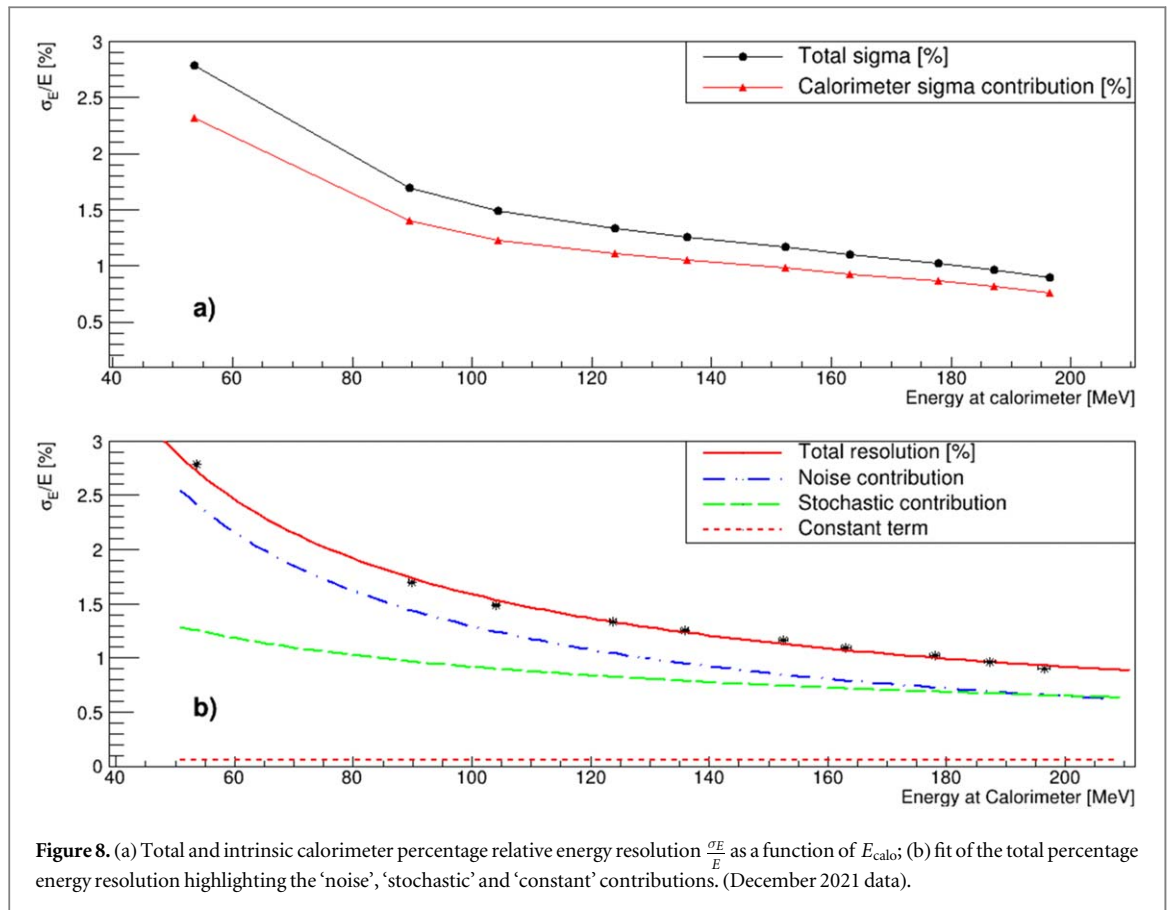 3
2.5
2
1.5
1
0.5
σ_E/E [%]
Total sigma [%]
Calorimeter sigma contribution [%]
a)
40 60 80 100 120 140 160 180 200
Energy at calorimeter [MeV]
3
2.5
2
1.5
1
0.5
0
σ_E/E [%]
Total resolution [%]
Noise contribution
Stochastic contribution
Constant term
b)
40 60 80 100 120 140 160 180 200
Energy at Calorimeter [MeV]
Figure 8. (a) Total and intrinsic calorimeter percentage relative energy resolution σE/E as a function of E_calo; (b) fit of the total percentage
energy resolution highlighting the ‘noise’, ‘stochastic’ and ‘constant’ contributions. (December 2021 data).